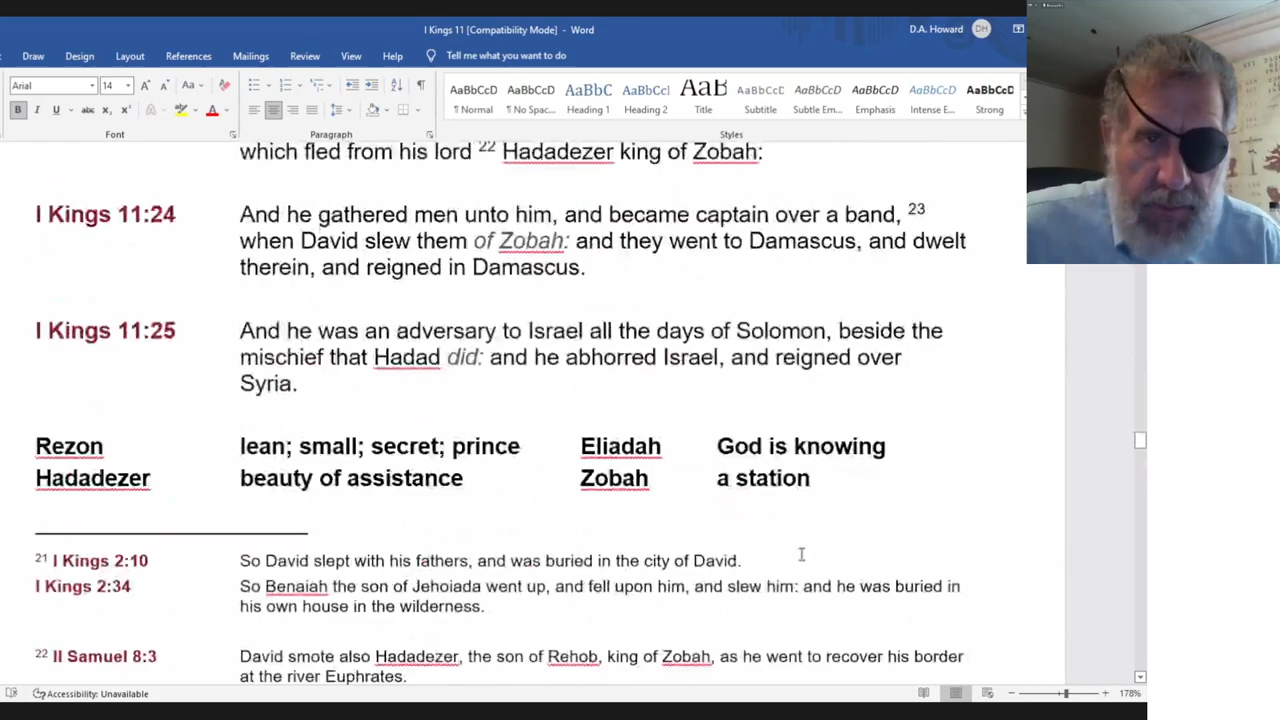 I Kings 11 [Compatibility Mode] - Word
D.A. Howard DH
Draw Design Layout References Mailings Review View Help Tell me what you want to do
Arial 14 Aa
B I U abc
AaBbCcD AaBbCcD AaBbC AaBbCc AaB AaBbCcD AaBbCcD AaBbCcD AaBbCcD AaBbCcD
¶ Normal ¶ No Spac... Heading 1 Heading 2 Title Subtitle Subtle Em... Emphasis Intense E... Strong
Font Paragraph Styles
which fled from his lord 22 Hadadezer king of Zobah:
I Kings 11:24 And he gathered men unto him, and became captain over a band, 23
when David slew them of Zobah: and they went to Damascus, and dwelt
therein, and reigned in Damascus.
I Kings 11:25 And he was an adversary to Israel all the days of Solomon, beside the
mischief that Hadad did: and he abhorred Israel, and reigned over
Syria.
Rezon lean; small; secret; prince Eliadah God is knowing
Hadadezer beauty of assistance Zobah a station
21 I Kings 2:10 So David slept with his fathers, and was buried in the city of David.
I Kings 2:34 So Benaiah the son of Jehoiada went up, and fell upon him, and slew him: and he was buried in
his own house in the wilderness.
22 II Samuel 8:3 David smote also Hadadezer, the son of Rehob, king of Zobah, as he went to recover his border
at the river Euphrates.
Accessibility: Unavailable 178%